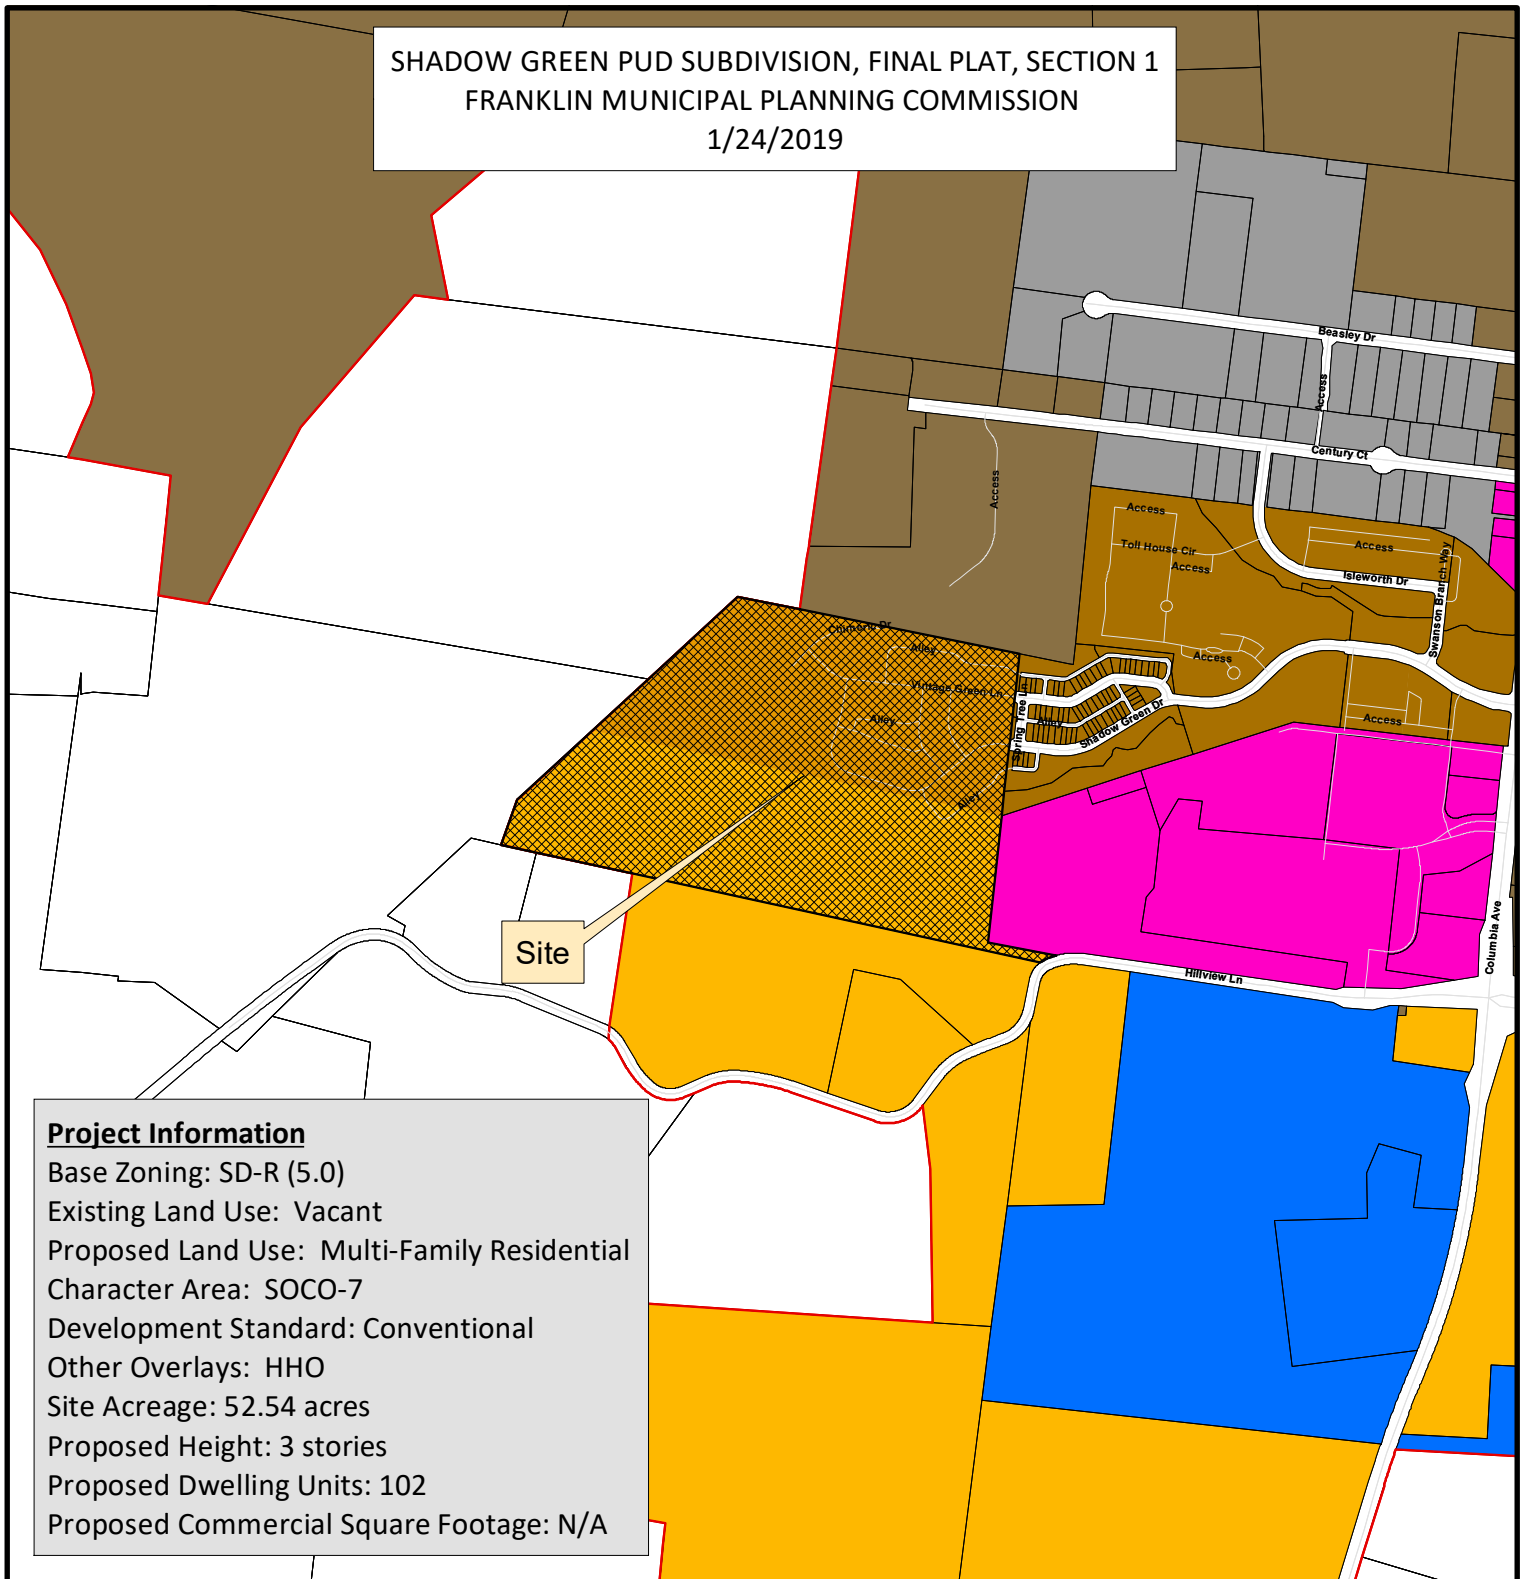 SHADOW GREEN PUD SUBDIVISION, FINAL PLAT, SECTION 1
FRANKLIN MUNICIPAL PLANNING COMMISSION
1/24/2019
Beasley Dr
Access
Century Ct
Access
Access
Toll House Cir
Access
Access
Isleworth Dr
Swanson Branch Way
Chimeric Dr
Alley
Access
Vintage Green Ln
Spring Tree Ln
Alley
Alley
Shadow Green Dr
Access
Alley
Site
Columbia Ave
Hillview Ln
Project Information
Base Zoning: SD-R (5.0)
Existing Land Use: Vacant
Proposed Land Use: Multi-Family Residential
Character Area: SOCO-7
Development Standard: Conventional
Other Overlays: HHO
Site Acreage: 52.54 acres
Proposed Height: 3 stories
Proposed Dwelling Units: 102
Proposed Commercial Square Footage: N/A